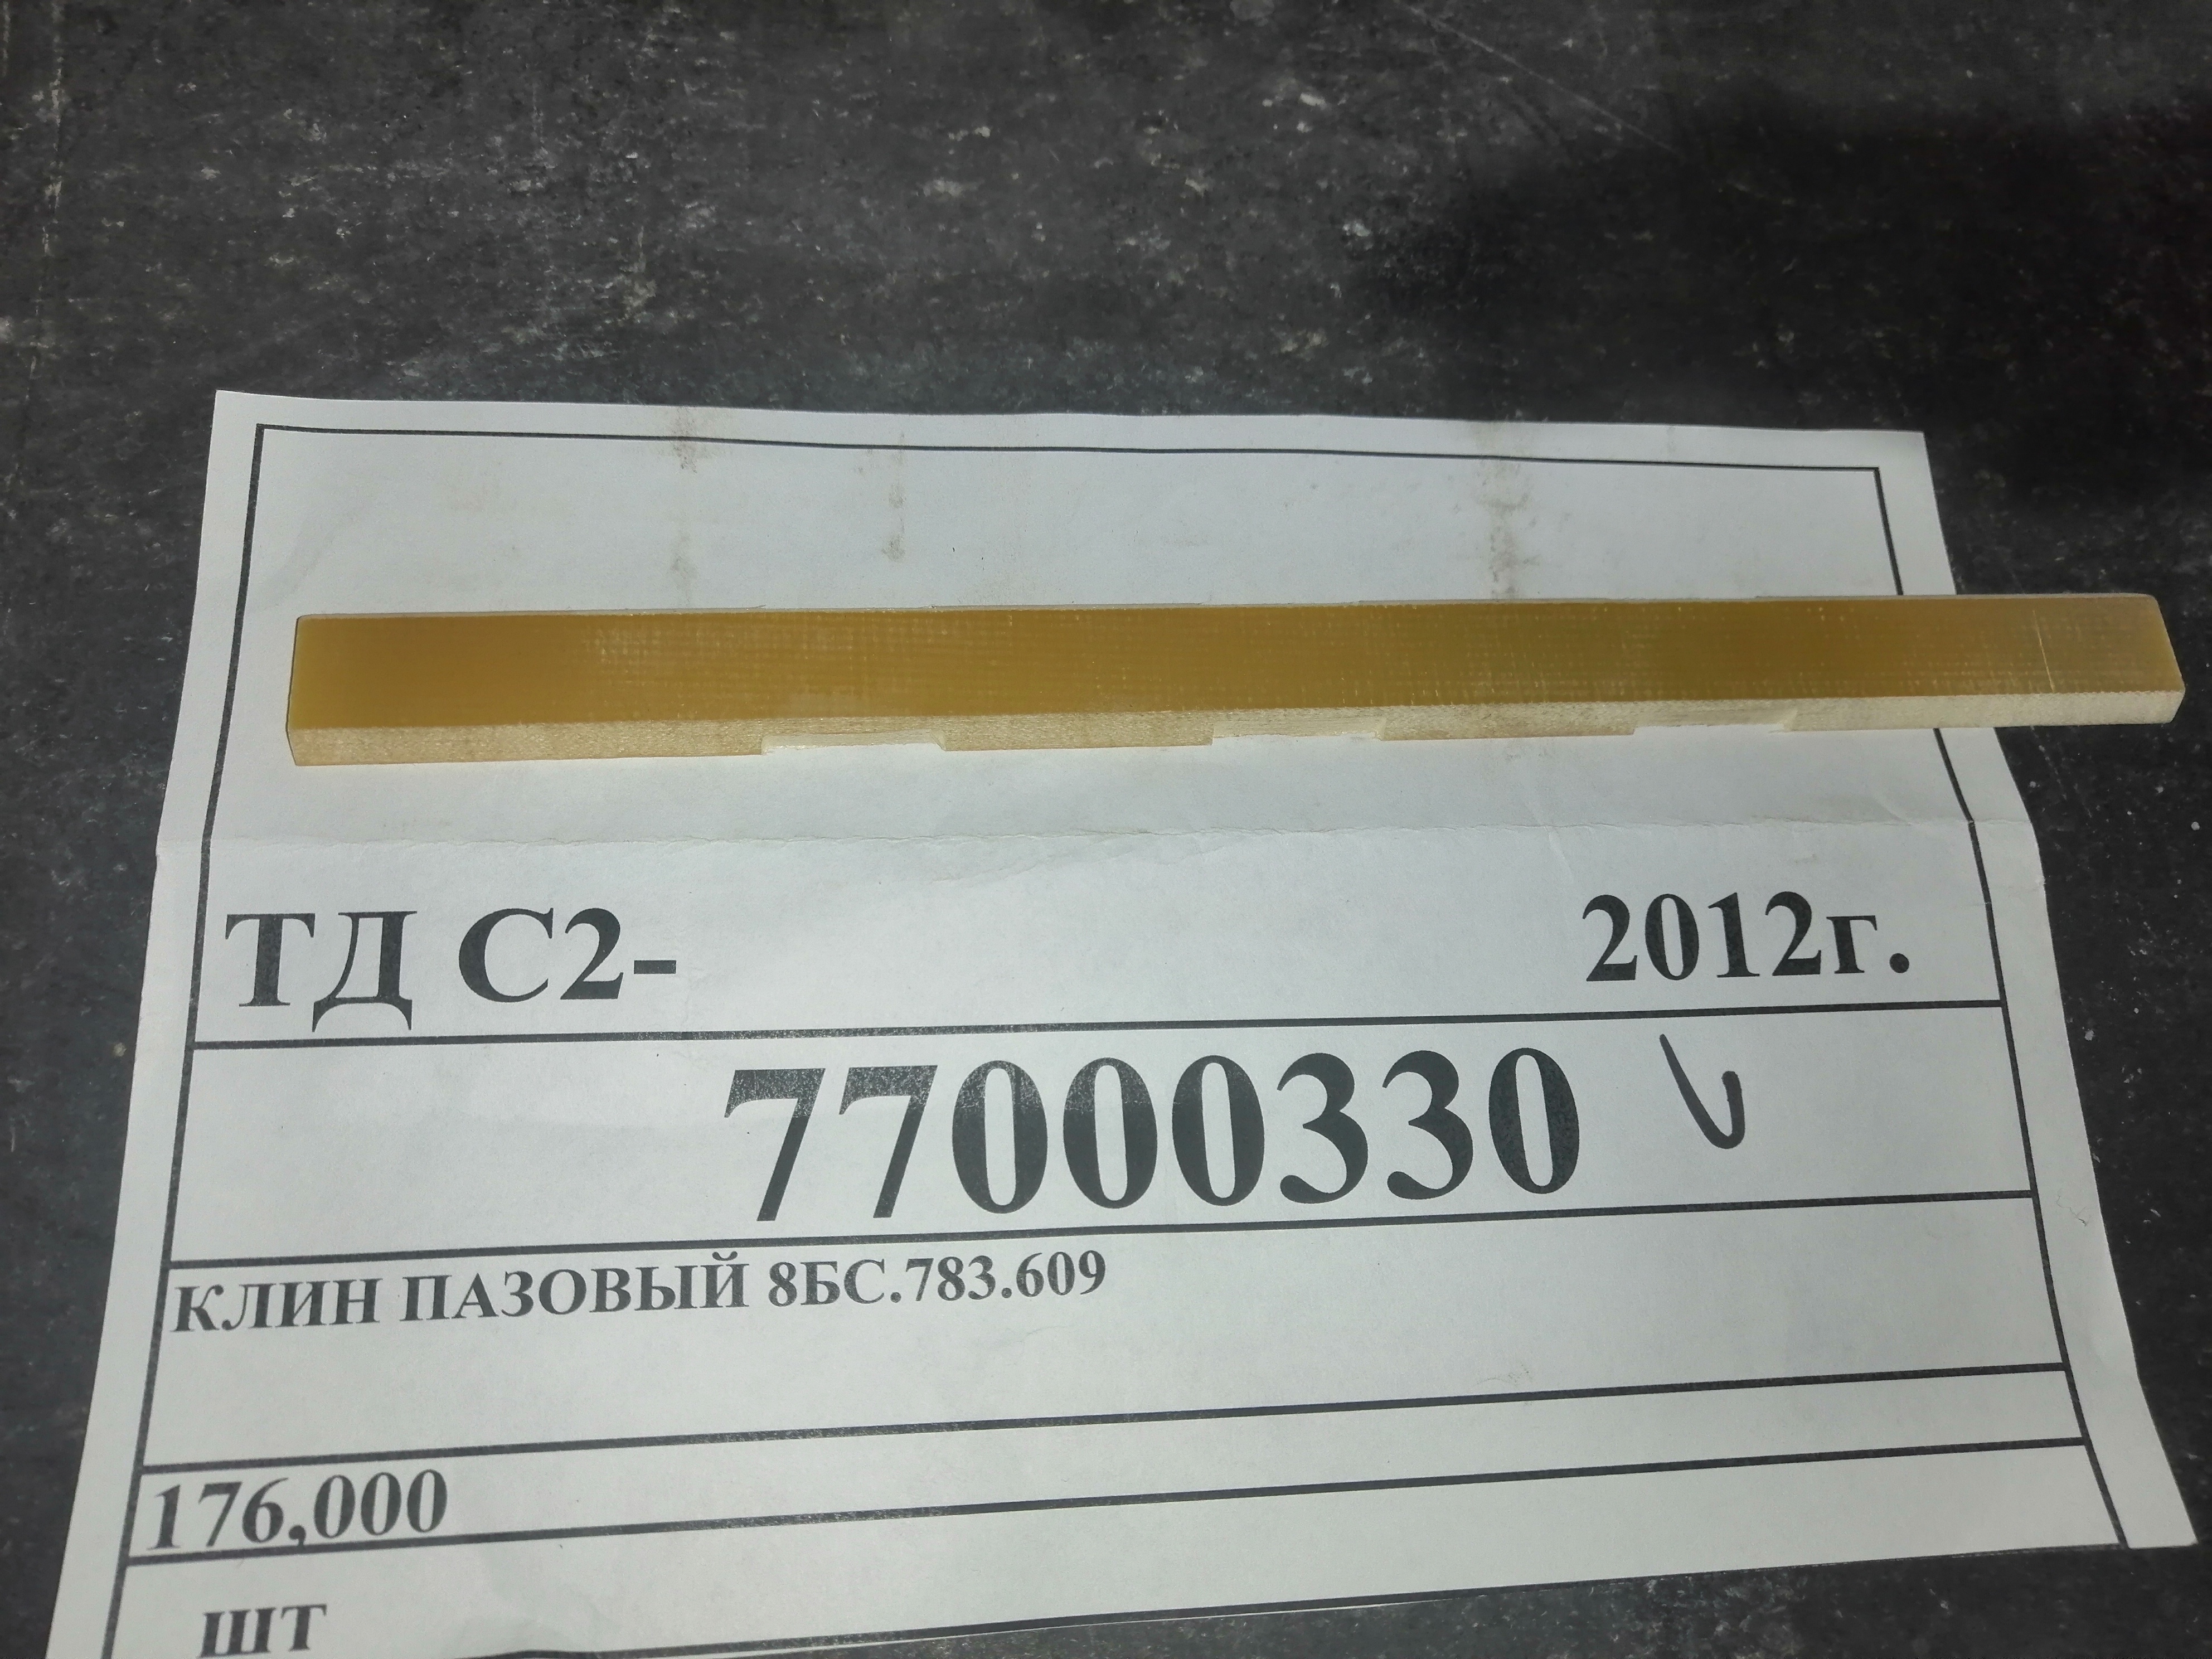 ТД С2- 2012г.
77000330
КЛИН ПАЗОВЫЙ 8БС.783.609
176,000
шт